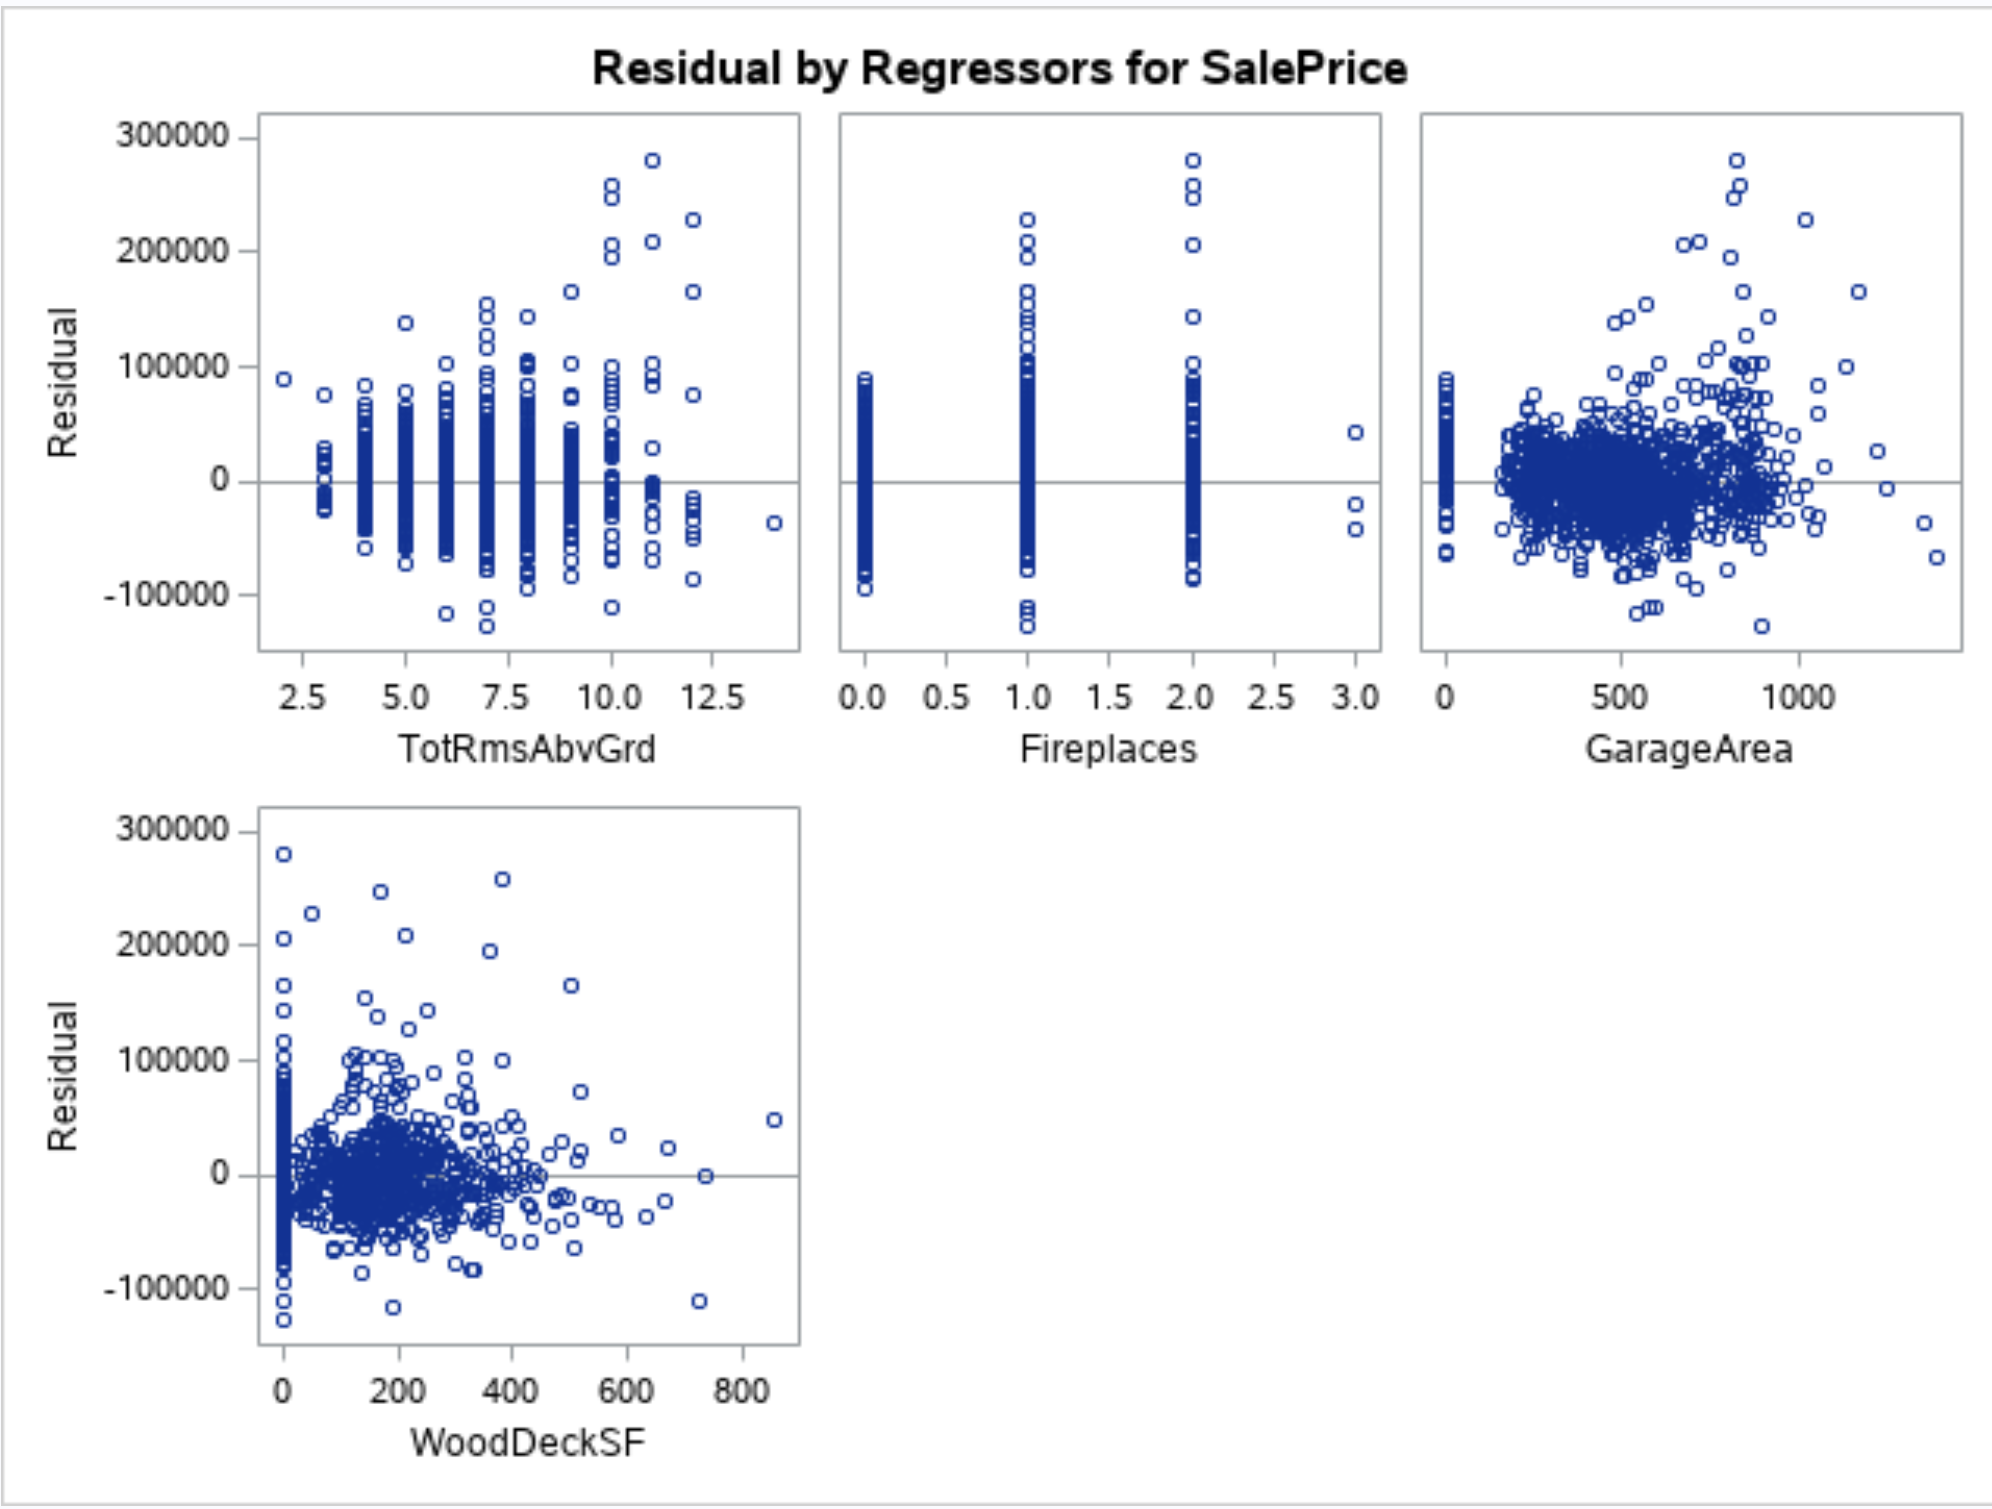 Residual by Regressors for SalePrice
300000
200000
100000
0
-100000
Residual
2.5 5.0 7.5 10.0 12.5
TotRmsAbvGrd
0.0 0.5 1.0 1.5 2.0 2.5 3.0
Fireplaces
0 500 1000
GarageArea
300000
200000
100000
0
-100000
Residual
0 200 400 600 800
WoodDeckSF